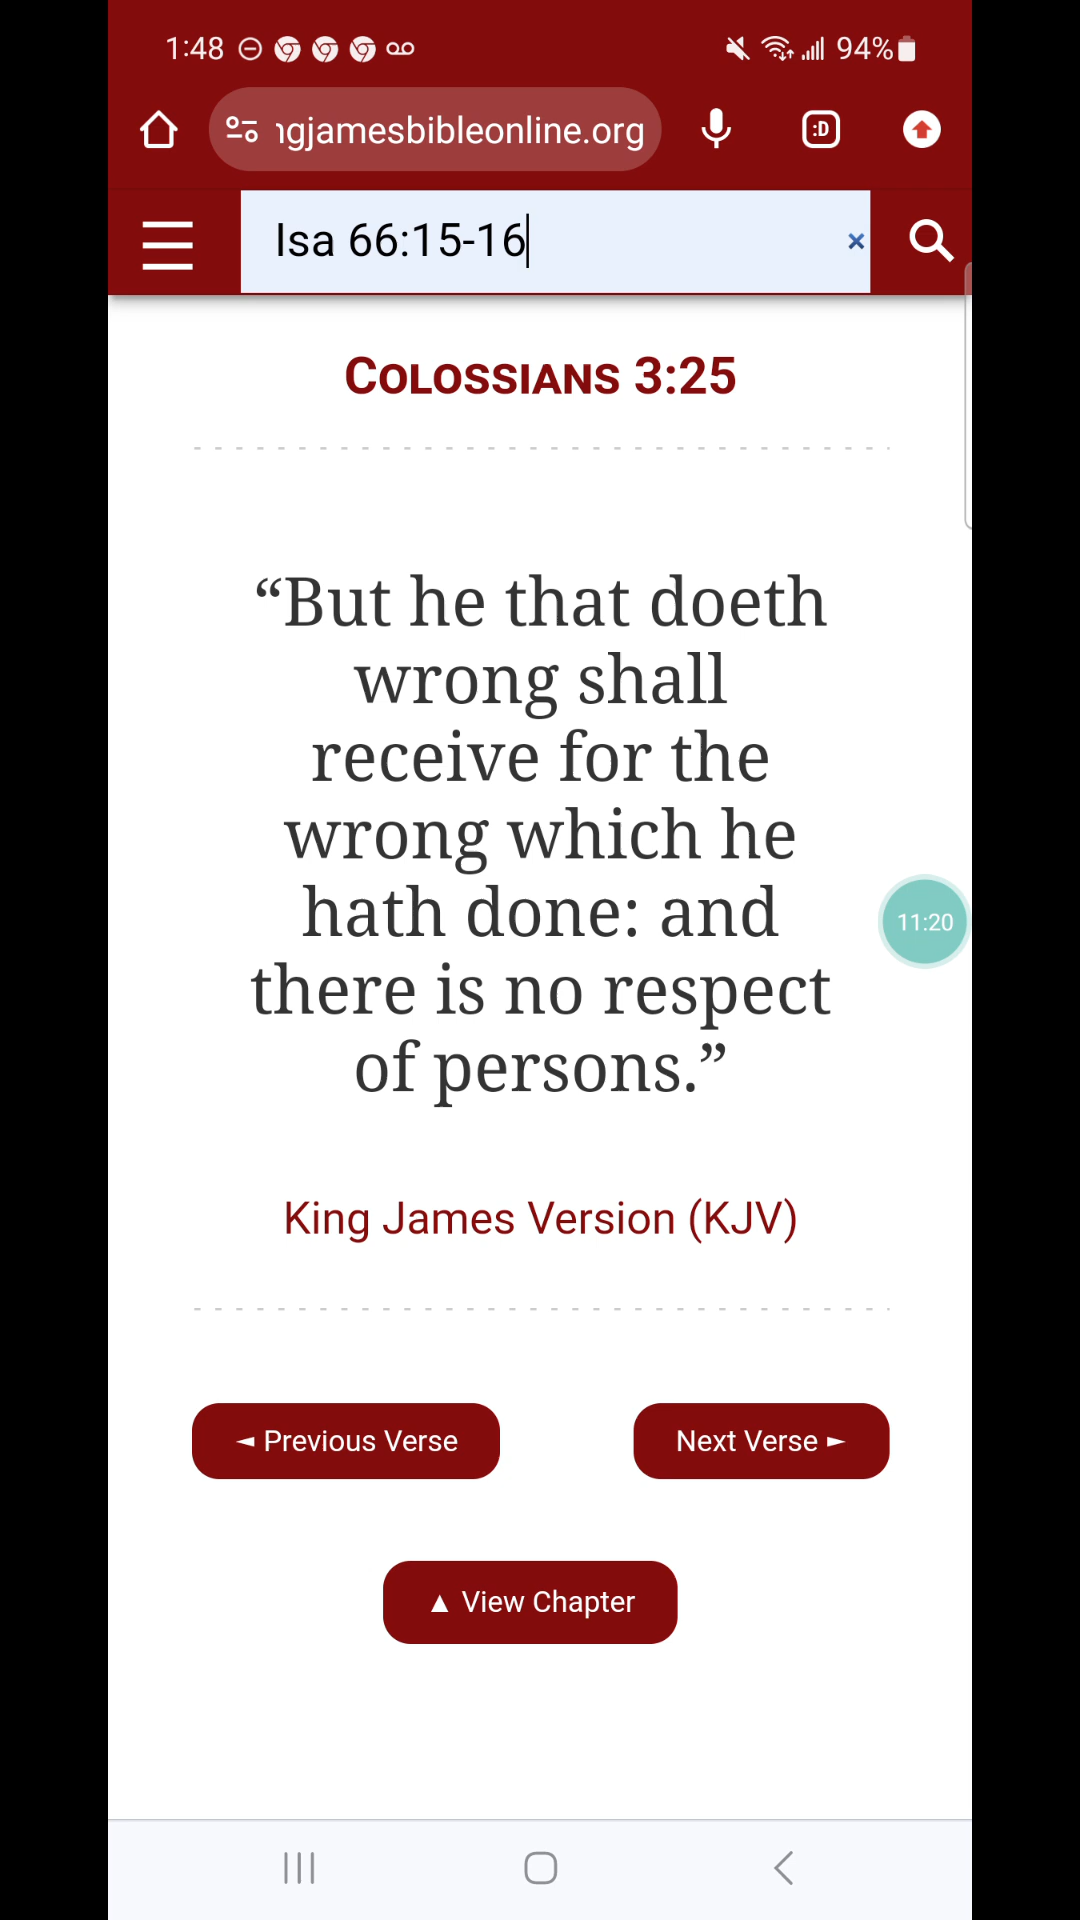 1:48
94%
ngjamesbibleonline.org
:D
Isa 66:15-16
×
COLOSSIANS 3:25
“But he that doeth
wrong shall
receive for the
wrong which he
hath done: and
there is no respect
of persons.”
11:20
King James Version (KJV)
◄ Previous Verse
Next Verse ►
▲ View Chapter